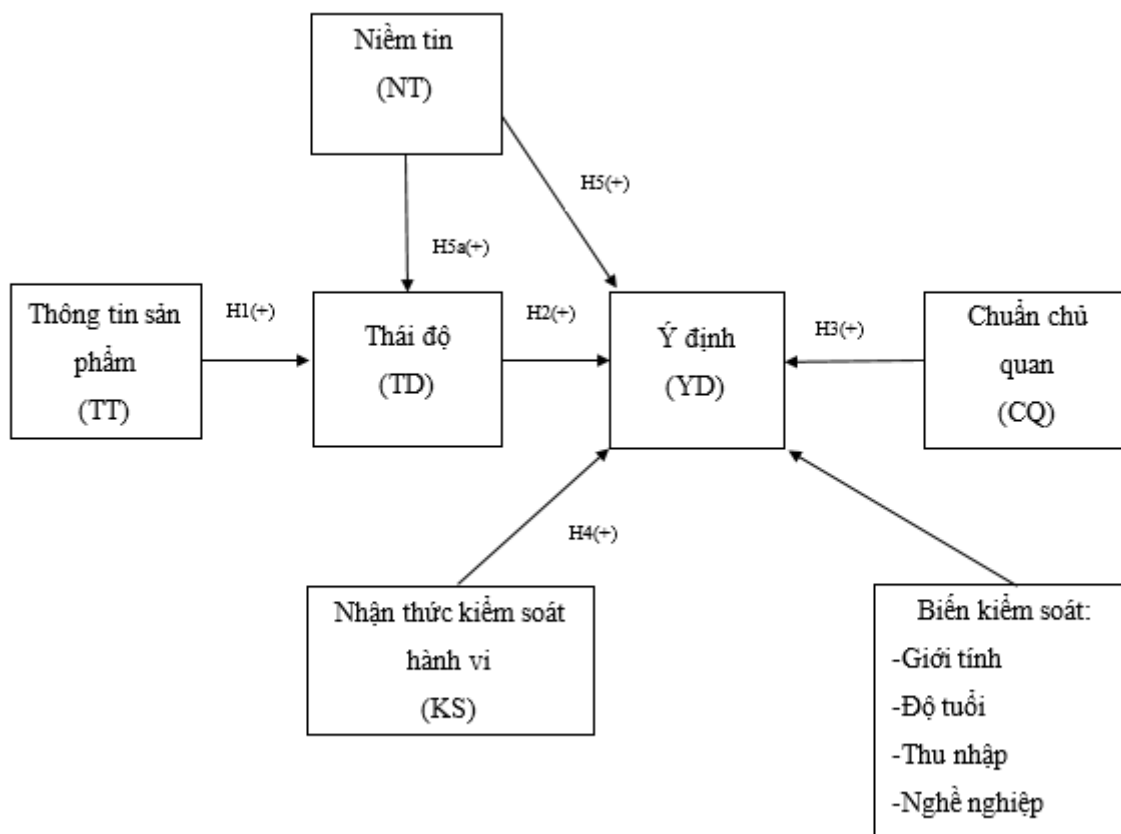 Niềm tin
(NT)
H5(+)
H5a(+)
Thông tin sản
phẩm
(TT)
H1(+)
Thái độ
(TD)
H2(+)
Ý định
(YD)
H3(+)
Chuẩn chủ
quan
(CQ)
H4(+)
Nhận thức kiểm soát
hành vi
(KS)
Biến kiểm soát:
-Giới tính
-Độ tuổi
-Thu nhập
-Nghề nghiệp